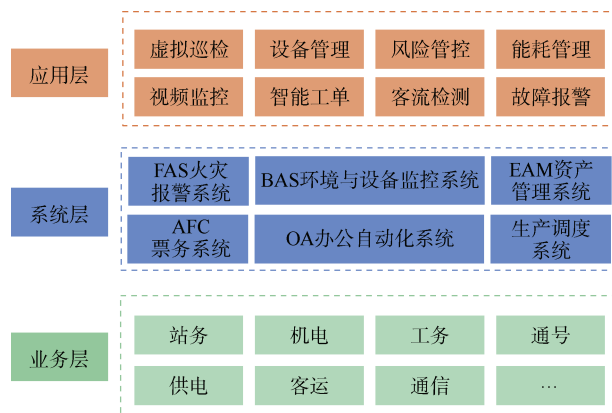 应用层
虚拟巡检 设备管理 风险管控 能耗管理
视频监控 智能工单 客流检测 故障报警
系统层
FAS火灾
报警系统
BAS环境与设备监控系统
EAM资产
管理系统
AFC
票务系统
OA办公自动化系统
生产调度
系统
业务层
站务 机电 工务 通号
供电 客运 通信 …